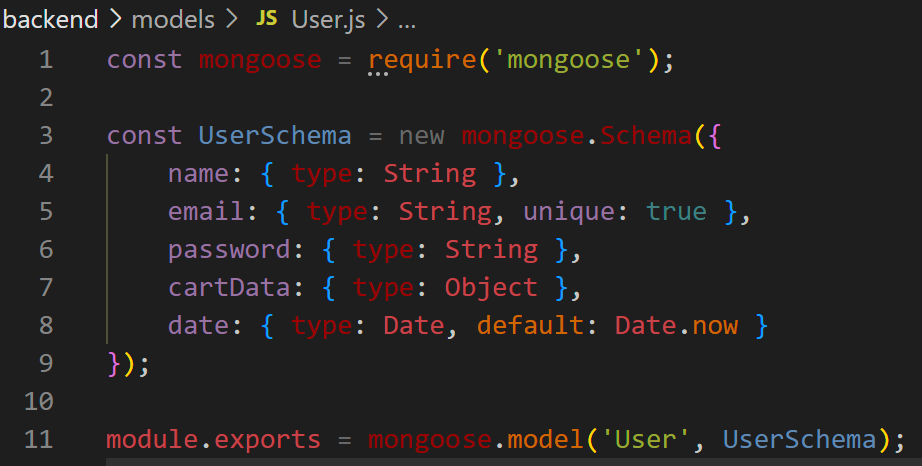 backend > models > JS User.js > ...
1 const mongoose = require('mongoose');
2
3 const UserSchema = new mongoose.Schema({
4     name: { type: String },
5     email: { type: String, unique: true },
6     password: { type: String },
7     cartData: { type: Object },
8     date: { type: Date, default: Date.now }
9 });
10
11 module.exports = mongoose.model('User', UserSchema);